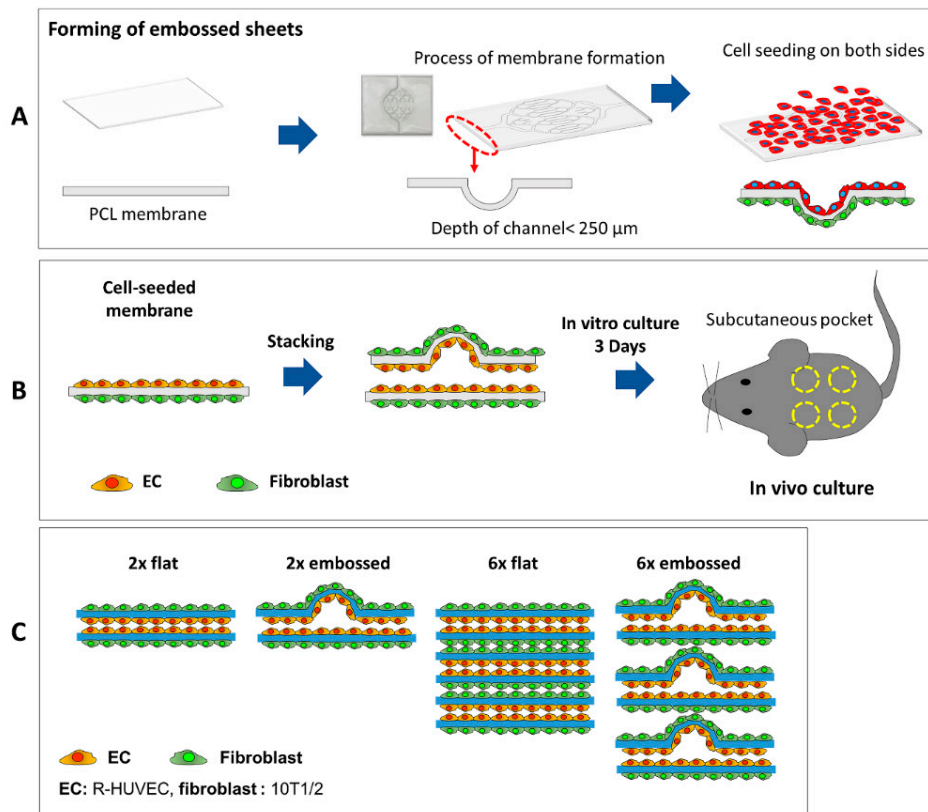 Forming of embossed sheets
Process of membrane formation
Cell seeding on both sides
A
PCL membrane
Depth of channel< 250 μm
Cell-seeded
membrane
Stacking
In vitro culture
3 Days
Subcutaneous pocket
B
EC
Fibroblast
In vivo culture
2x flat
2x embossed
6x flat
6x embossed
C
EC
Fibroblast
EC: R-HUVEC, fibroblast : 10T1/2